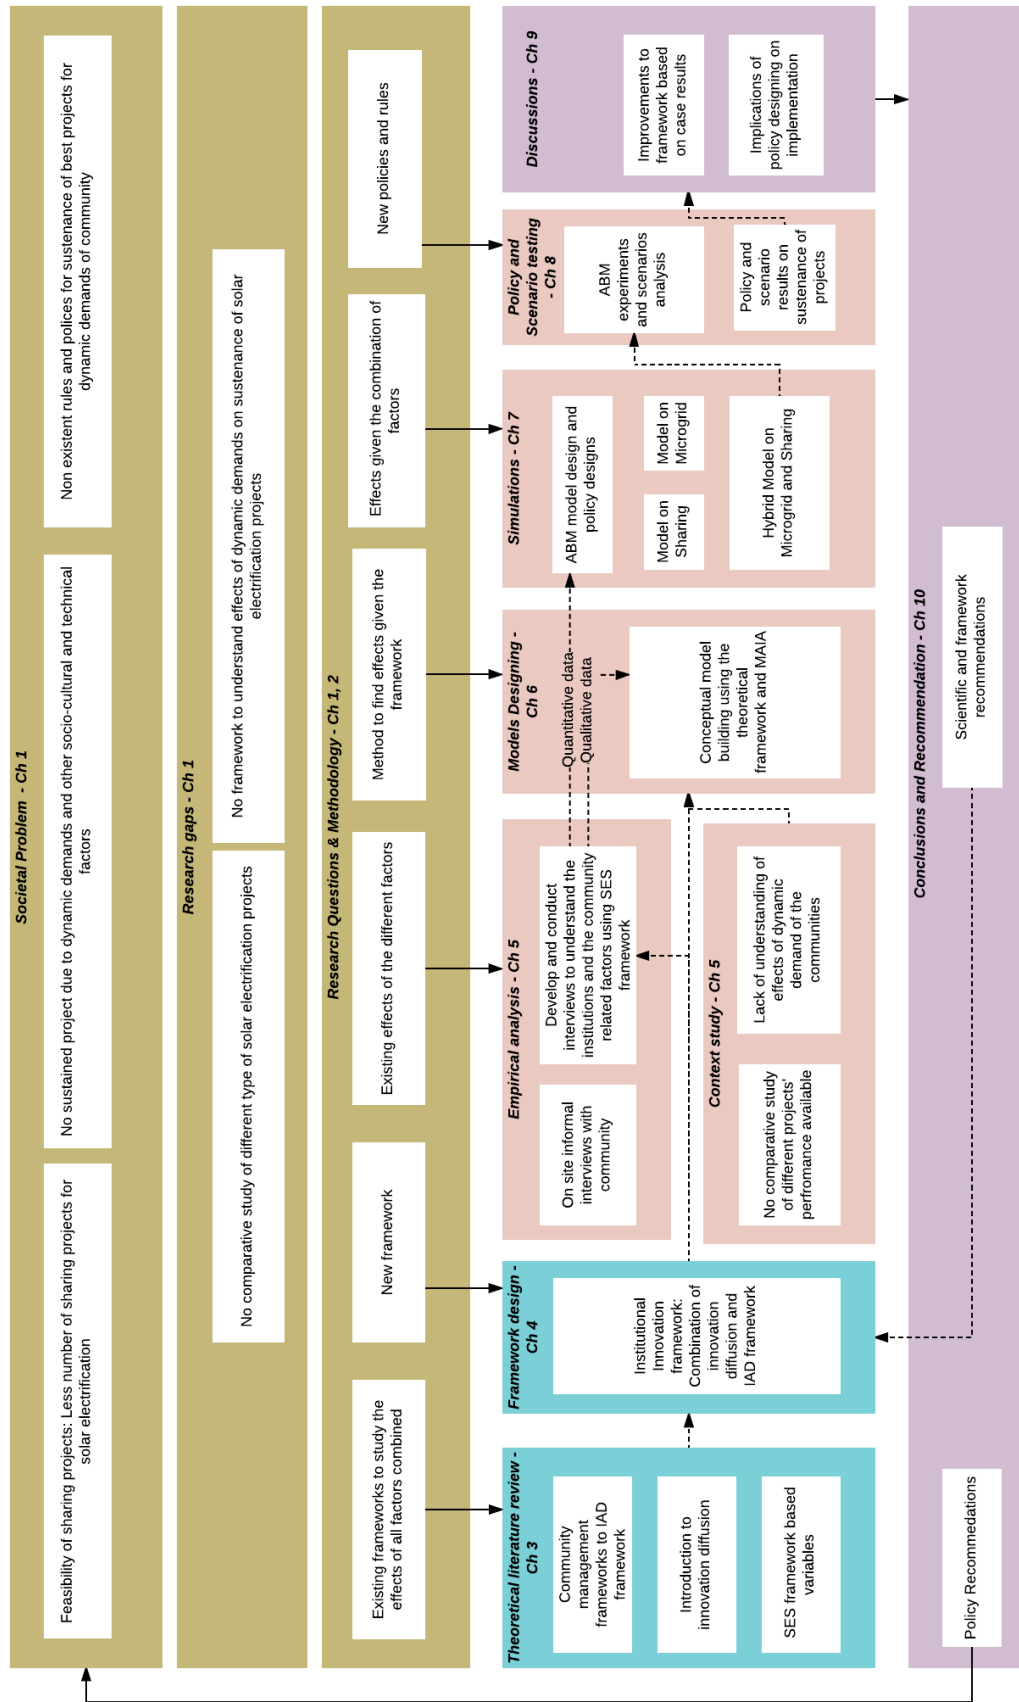 Societal Problem - Ch 1
Feasibility of sharing projects: Less number of sharing projects for
solar electrification
No sustained project due to dynamic demands and other socio-cultural and technical
factors
Non existent rules and polices for sustenance of best projects for
dynamic demands of community
Research gaps - Ch 1
No comparative study of different type of solar electrification projects
No framework to understand effects of dynamic demands on sustenance of solar
electrification projects
Research Questions & Methodology - Ch 1, 2
Existing frameworks to study the
effects of all factors combined
New framework
Existing effects of the different factors
Method to find effects given the
framework
Effects given the combination of
factors
New policies and rules
Theoretical literature review -
Ch 3
Community
management
frameworks to IAD
framework
Introduction to
innovation diffusion
SES framework based
variables
Framework design -
Ch 4
Institutional
Innovation
framework:
Combination of
innovation
diffusion and
IAD framework
Empirical analysis - Ch 5
On site informal
interviews with
community
Develop and conduct
interviews to understand the
institutions and the community
related factors using SES
framework
Context study - Ch 5
No comparative study
of different projects'
perfromance available
Lack of understanding of
effects of dynamic
demand of the
communities
Models Designing -
Ch 6
Quantitative data
Qualitative data
Conceptual model
building using the
theoretical
framework and MAIA
Simulations - Ch 7
ABM model design and
policy designs
Model on
Sharing
Model on
Microgrid
Hybrid Model on
Microgrid and Sharing
Policy and
Scenario testing
- Ch 8
ABM
experiments
and scenarios
analysis
Policy and
scenario
results on
sustenance of
projects
Discussions - Ch 9
Improvements to
framework based
on case results
Implications of
policy designing on
implementation
Conclusions and Recommendation - Ch 10
Policy Recommedations
Scientific and framework
recommendations